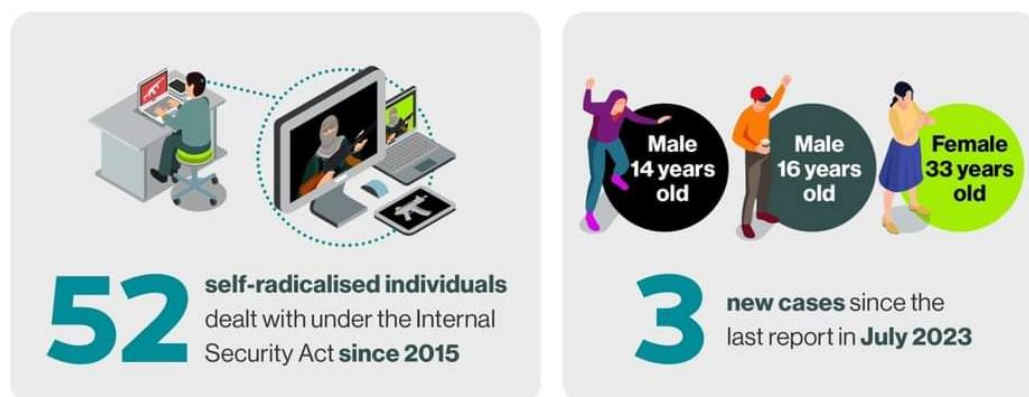 52
self-radicalised individuals
dealt with under the Internal
Security Act since 2015
Male
14 years
old
Male
16 years
old
Female
33 years
old
3
new cases since the
last report in July 2023